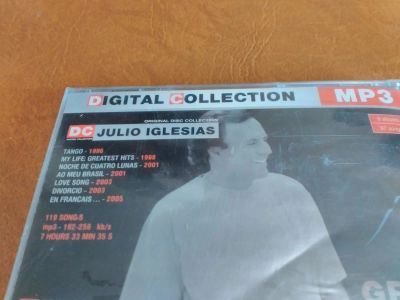 DIGITAL COLLECTION MP3
ORIGINAL DISC COLLECTION
DC JULIO IGLESIAS
TANGO - 1996
MY LIFE: GREATEST HITS - 1998
NOCHE DE CUATRO LUNAS - 2001
AO MEU BRASIL - 2001
LOVE SONG - 2003
DIVORCIO - 2003
EN FRANCAIS... - 2005
119 SONG-S
mp3 - 192-256 kb/s
7 HOURS 33 MIN 35 S